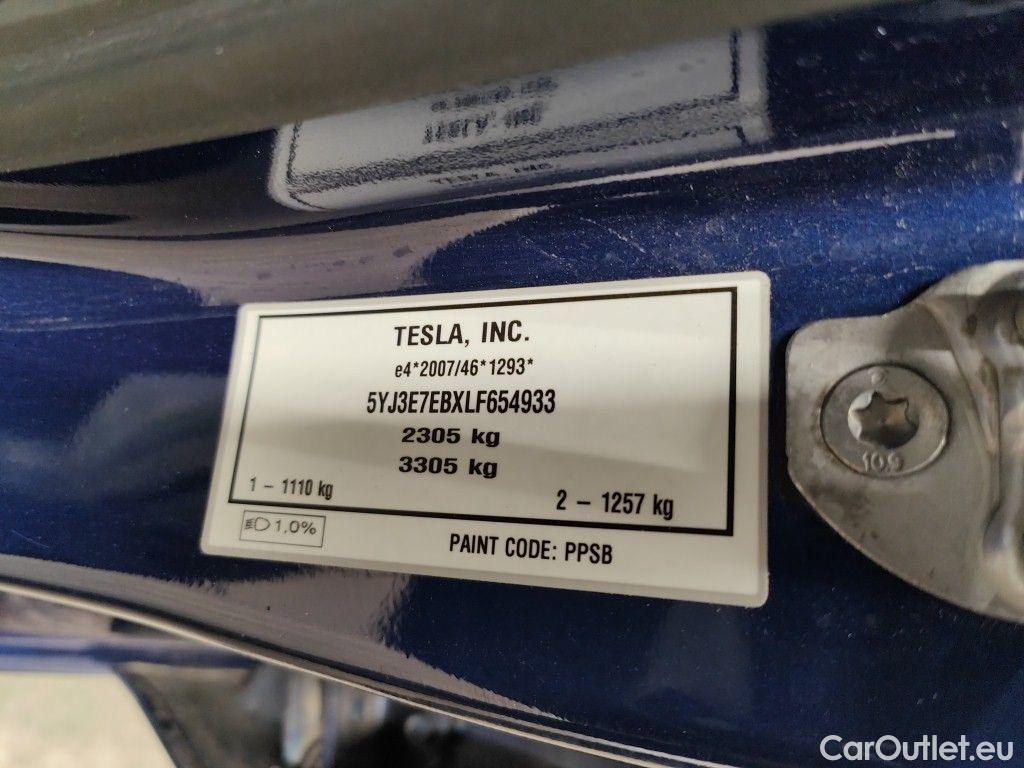 TESLA, INC.
e4*2007/46*1293*
5YJ3E7EBXLF654933
2305 kg
3305 kg
1 – 1110 kg
2 – 1257 kg
1,0%
PAINT CODE: PPSB
10.9
CarOutlet.eu